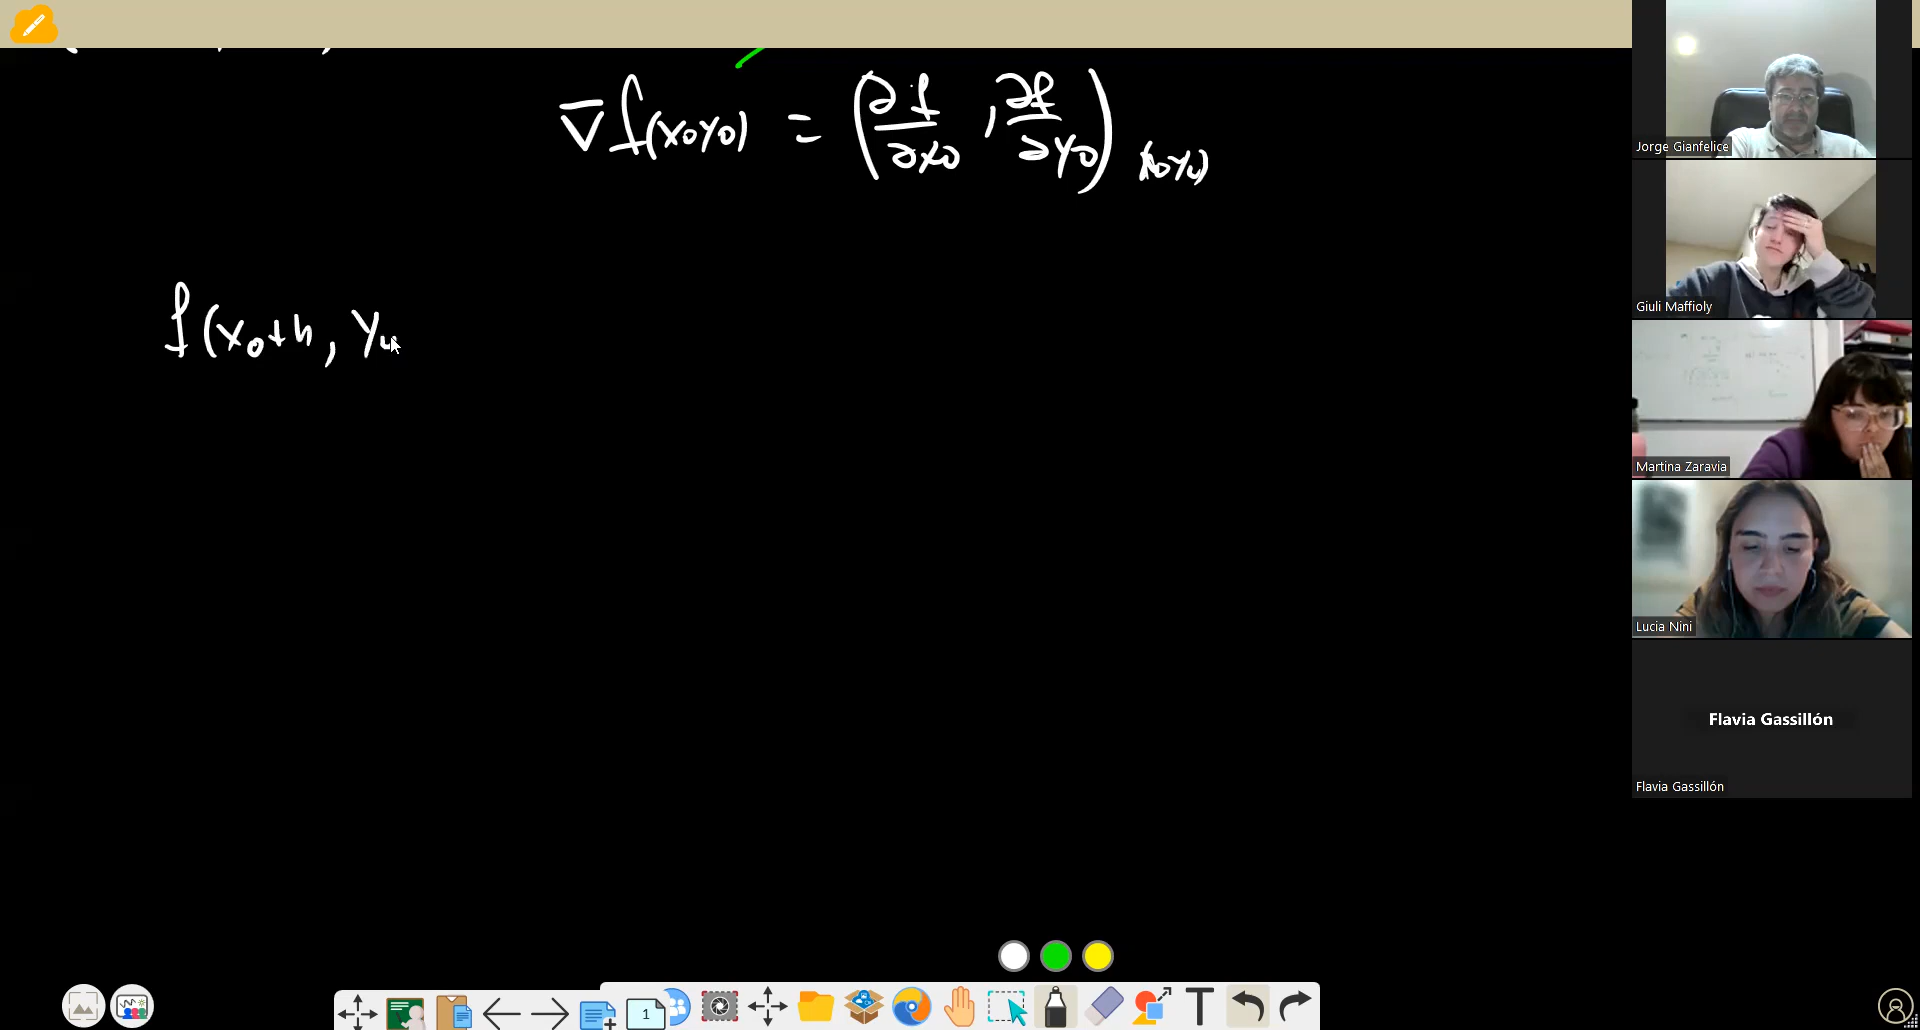 ∇f(x₀y₀) = (∂f/∂x₀, ∂f/∂y₀)(x₀y₀)
f(x₀+h, y₀
Jorge Gianfelice
Giuli Maffioly
Martina Zaravia
Lucia Nini
Flavia Gassillón
Flavia Gassillón
1
T